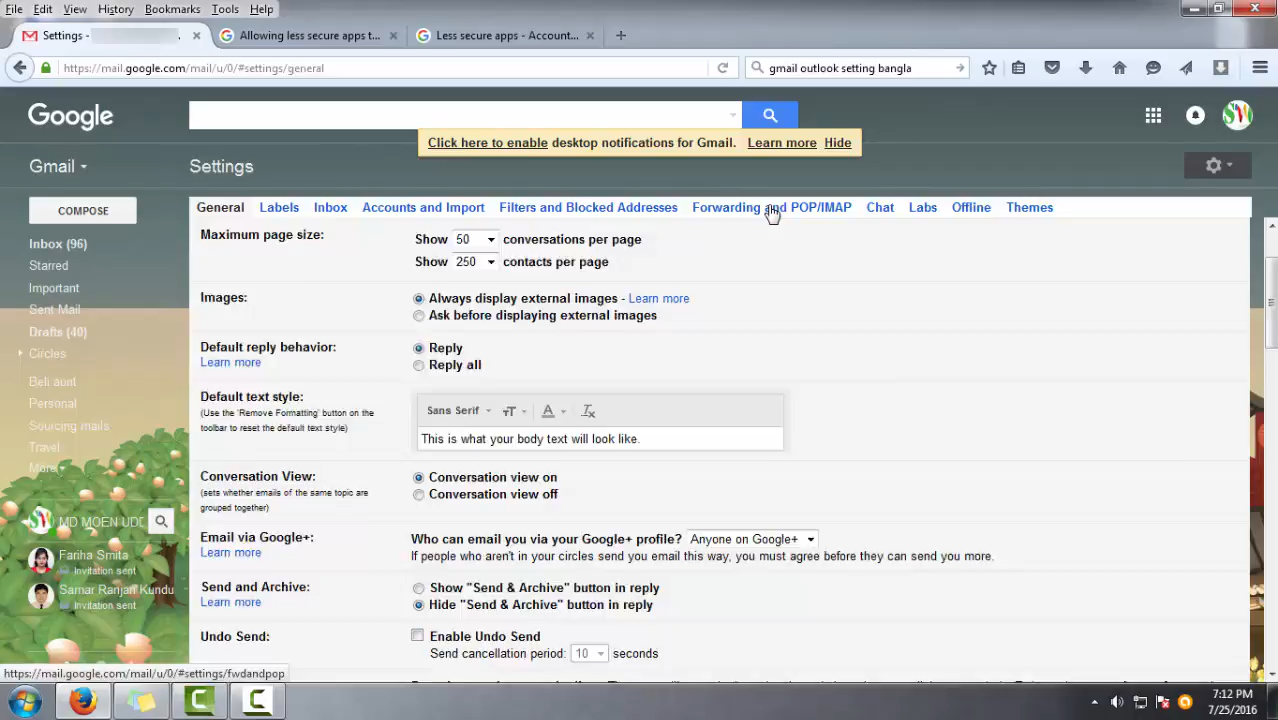 File Edit View History Bookmarks Tools Help
Settings -
Allowing less secure apps t...
Less secure apps - Account...
https://mail.google.com/mail/u/0/#settings/general
gmail outlook setting bangla
Google
Click here to enable desktop notifications for Gmail. Learn more Hide
Gmail
Settings
COMPOSE
General Labels Inbox Accounts and Import Filters and Blocked Addresses Forwarding and POP/IMAP Chat Labs Offline Themes
Inbox (96)
Starred
Important
Sent Mail
Drafts (40)
Circles
Beli aunt
Personal
Sourcing mails
Travel
More
MD MOEN UDD
Fariha Smita
Invitation sent
Samar Ranjan Kundu
Invitation sent
Maximum page size:
Show 50 conversations per page
Show 250 contacts per page
Images:
Always display external images - Learn more
Ask before displaying external images
Default reply behavior:
Learn more
Reply
Reply all
Default text style:
(Use the 'Remove Formatting' button on the
toolbar to reset the default text style)
Sans Serif
This is what your body text will look like.
Conversation View:
(sets whether emails of the same topic are
grouped together)
Conversation view on
Conversation view off
Email via Google+:
Learn more
Who can email you via your Google+ profile? Anyone on Google+
If people who aren't in your circles send you email this way, you must agree before they can send you more.
Send and Archive:
Learn more
Show "Send & Archive" button in reply
Hide "Send & Archive" button in reply
Undo Send:
Enable Undo Send
Send cancellation period: 10 seconds
https://mail.google.com/mail/u/0/#settings/fwdandpop
7:12 PM
7/25/2016